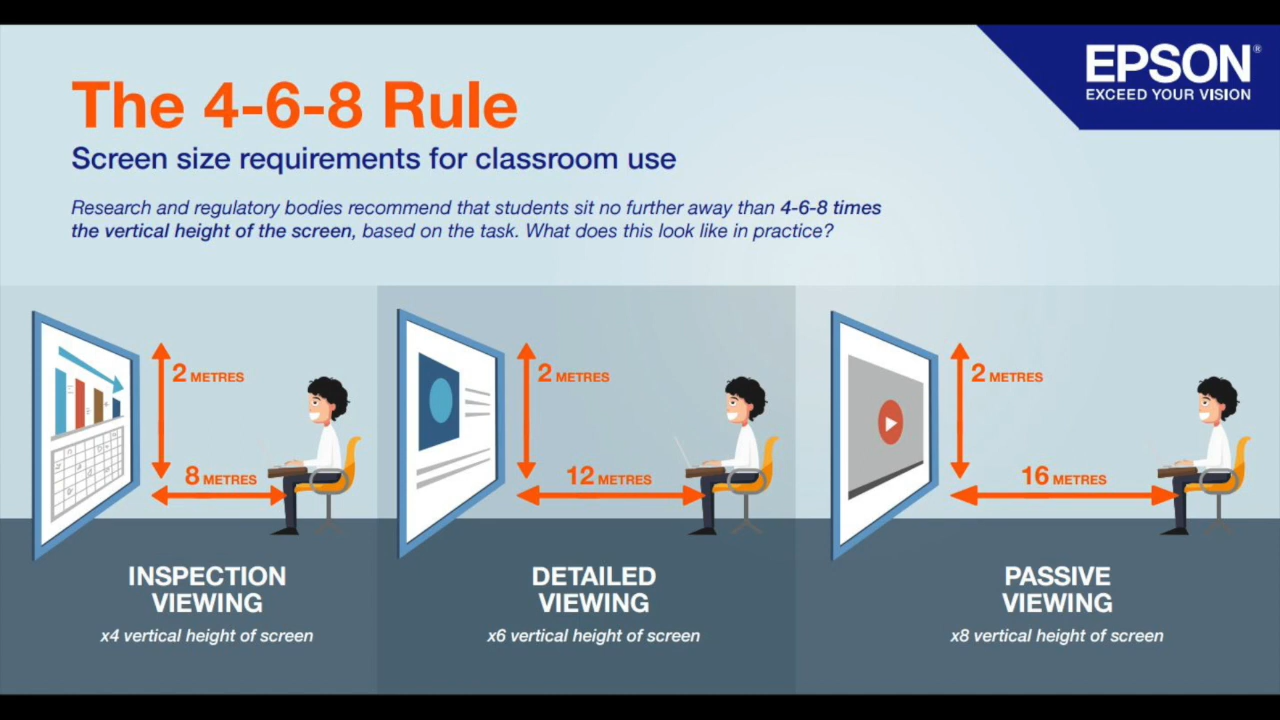 EPSON®
EXCEED YOUR VISION
The 4-6-8 Rule
Screen size requirements for classroom use
Research and regulatory bodies recommend that students sit no further away than 4-6-8 times
the vertical height of the screen, based on the task. What does this look like in practice?
2 METRES
8 METRES
INSPECTION
VIEWING
x4 vertical height of screen
2 METRES
12 METRES
DETAILED
VIEWING
x6 vertical height of screen
2 METRES
16 METRES
PASSIVE
VIEWING
x8 vertical height of screen